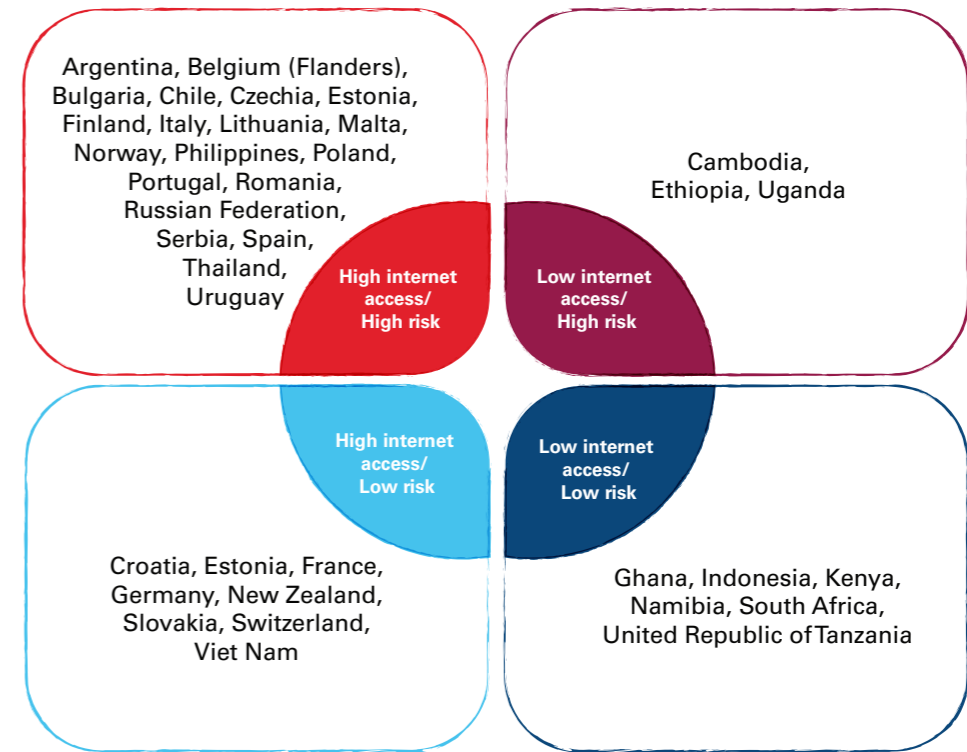 Argentina, Belgium (Flanders),
Bulgaria, Chile, Czechia, Estonia,
Finland, Italy, Lithuania, Malta,
Norway, Philippines, Poland,
Portugal, Romania,
Russian Federation,
Serbia, Spain,
Thailand,
Uruguay
High internet
access/
High risk
Cambodia,
Ethiopia, Uganda
Low internet
access/
High risk
High internet
access/
Low risk
Croatia, Estonia, France,
Germany, New Zealand,
Slovakia, Switzerland,
Viet Nam
Low internet
access/
Low risk
Ghana, Indonesia, Kenya,
Namibia, South Africa,
United Republic of Tanzania